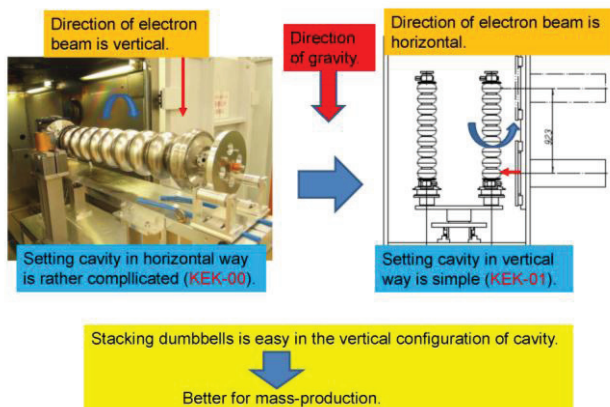 Direction of electron
beam is vertical.
Direction
of gravity.
Direction of electron beam is
horizontal.
923
Setting cavity in horizontal way
is rather compllicated (KEK-00).
Setting cavity in vertical
way is simple (KEK-01).
Stacking dumbbells is easy in the vertical configuration of cavity.
Better for mass-production.